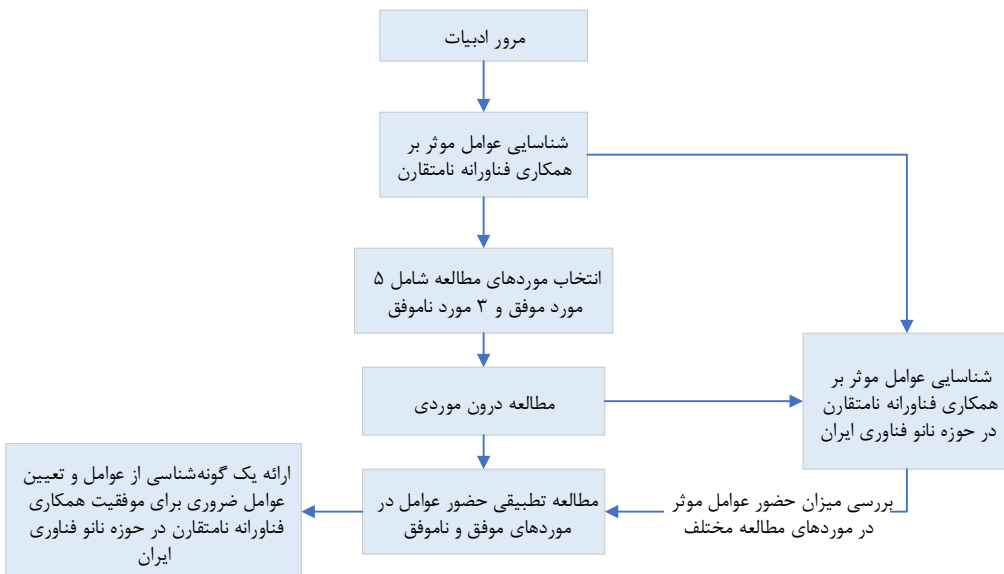 مرور ادبیات
شناسایی عوامل موثر بر
همکاری فناورانه نامتقارن
انتخاب موردهای مطالعه شامل ۵
مورد موفق و ۳ مورد ناموفق
شناسایی عوامل موثر بر
همکاری فناورانه نامتقارن
در حوزه نانو فناوری ایران
مطالعه درون موردی
بررسی میزان حضور عوامل موثر
در موردهای مطالعه مختلف
مطالعه تطبیقی حضور عوامل در
موردهای موفق و ناموفق
ارائه یک گونه‌شناسی از عوامل و تعیین
عوامل ضروری برای موفقیت همکاری
فناورانه نامتقارن در حوزه نانو فناوری
ایران